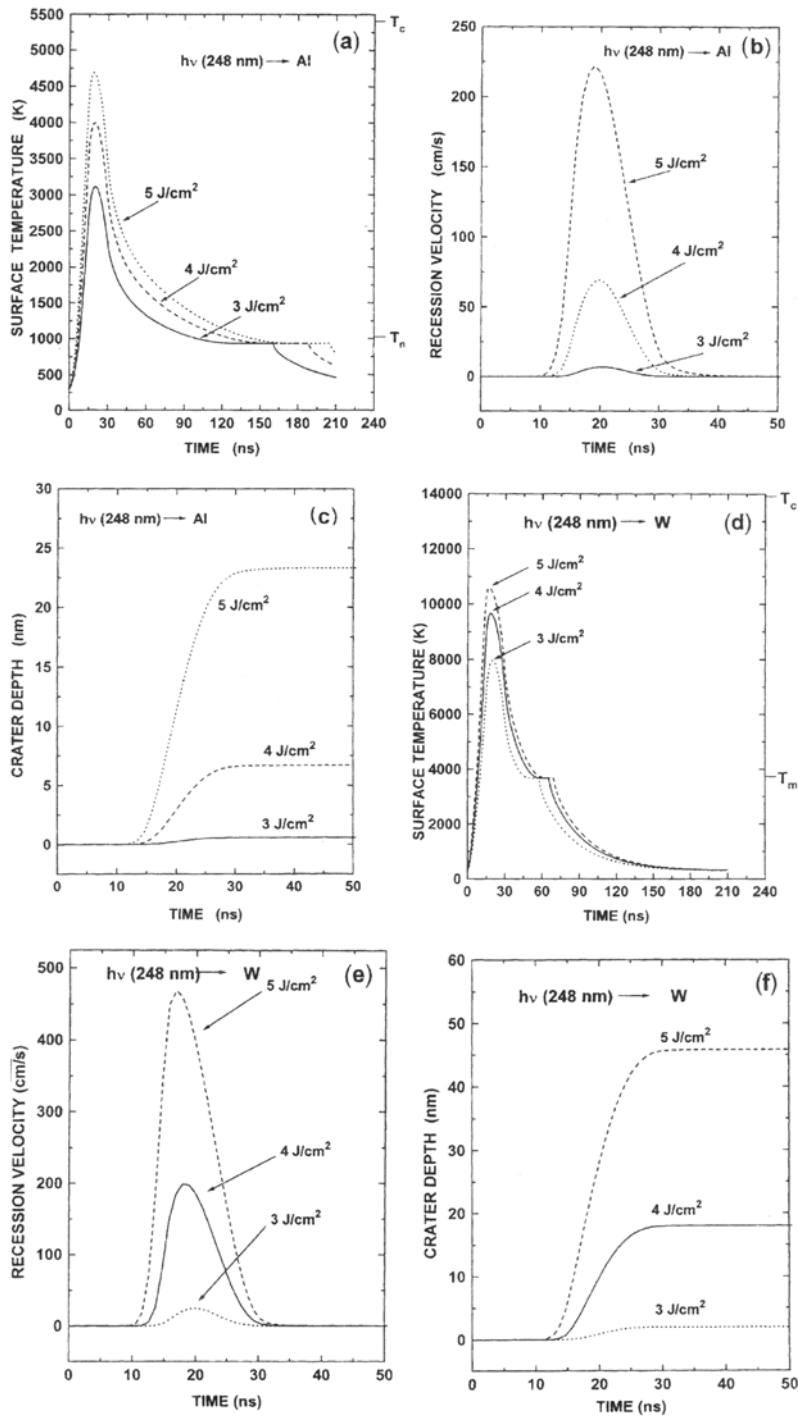 (a)
hν (248 nm) → Al
SURFACE TEMPERATURE (K)
5500
5000
4500
4000
3500
3000
2500
2000
1500
1000
500
0
5 J/cm²
4 J/cm²
3 J/cm²
T_c
T_n
0 30 60 90 120 150 180 210 240
TIME (ns)
(b)
hν (248 nm) → Al
RECESSION VELOCITY (cm/s)
250
200
150
100
50
0
5 J/cm²
4 J/cm²
3 J/cm²
0 10 20 30 40 50
TIME (ns)
(c)
hν (248 nm) → Al
CRATER DEPTH (nm)
30
25
20
15
10
5
0
5 J/cm²
4 J/cm²
3 J/cm²
0 10 20 30 40 50
TIME (ns)
(d)
hν (248 nm) → W
SURFACE TEMPERATURE (K)
14000
12000
10000
8000
6000
4000
2000
0
5 J/cm²
4 J/cm²
3 J/cm²
T_c
T_m
0 30 60 90 120 150 180 210 240
TIME (ns)
(e)
hν (248 nm) → W
RECESSION VELOCITY (cm/s)
500
400
300
200
100
0
5 J/cm²
4 J/cm²
3 J/cm²
0 10 20 30 40 50
TIME (ns)
(f)
hν (248 nm) → W
CRATER DEPTH (nm)
60
50
40
30
20
10
0
5 J/cm²
4 J/cm²
3 J/cm²
0 10 20 30 40 50
TIME (ns)